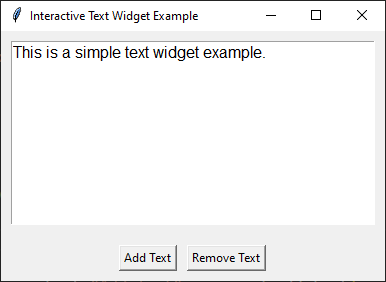 Interactive Text Widget Example
This is a simple text widget example.
Add Text Remove Text